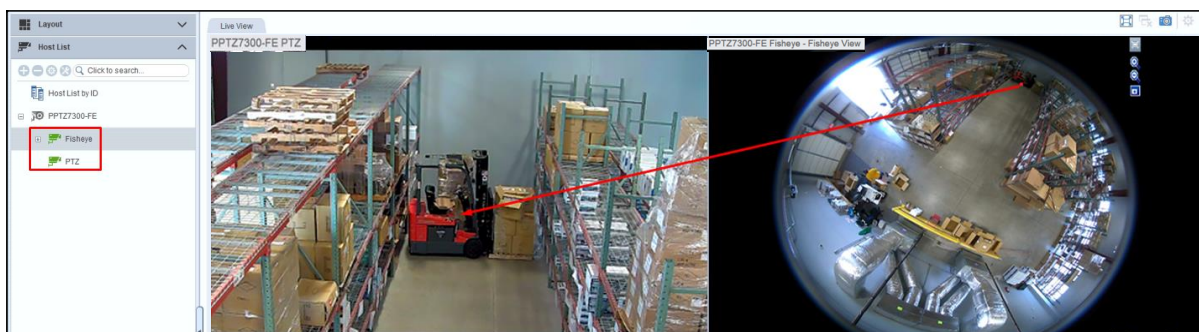 Layout
Host List
Click to search...
Host List by ID
PPTZ7300-FE
Fisheye
PTZ
Live View
PPTZ7300-FE PTZ
PPTZ7300-FE Fisheye - Fisheye View